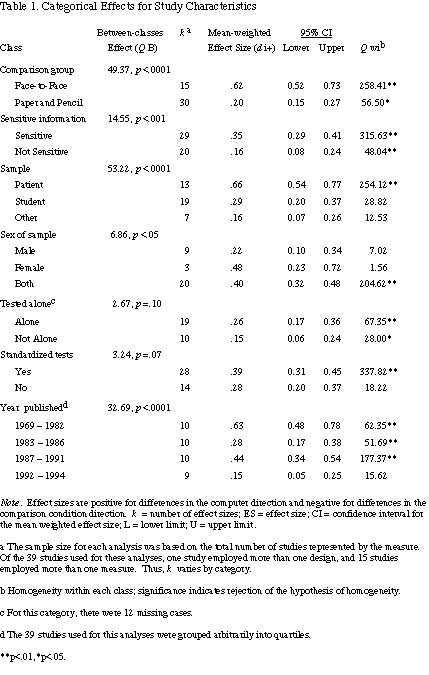 Table 1. Categorical Effects for Study Characteristics
Between-classes k a Mean-weighted 95% CI
Class Effect (Q B) Effect Size (d i+) Lower Upper Q wi b
Comparison group 49.37, p <.0001
Face-to-Face 15 .62 0.52 0.73 258.41**
Paper and Pencil 30 .20 0.15 0.27 56.50*
Sensitive information 14.55, p <.001
Sensitive 29 .35 0.29 0.41 315.63**
Not Sensitive 20 .16 0.08 0.24 48.04**
Sample 53.22, p <.0001
Patient 13 .66 0.54 0.77 254.12**
Student 19 .29 0.20 0.37 28.82
Other 7 .16 0.07 0.26 12.53
Sex of sample 6.86, p <.05
Male 9 .22 0.10 0.34 7.02
Female 3 .48 0.23 0.72 1.56
Both 20 .40 0.32 0.48 204.62**
Tested alone c 2.67, p =.10
Alone 19 .26 0.17 0.36 67.35**
Not Alone 10 .15 0.06 0.24 28.00*
Standardized tests 3.24, p =.07
Yes 28 .39 0.31 0.45 337.82**
No 14 .28 0.20 0.37 18.22
Year published d 32.69, p <.0001
1969 – 1982 10 .63 0.48 0.78 62.35**
1983 – 1986 10 .28 0.17 0.38 51.69**
1987 – 1991 10 .44 0.34 0.54 177.37**
1992 – 1994 9 .15 0.05 0.25 15.62
Note. Effect sizes are positive for differences in the computer direction and negative for differences in the
comparison condition direction. k = number of effect sizes; ES = effect size; CI = confidence interval for
the mean weighted effect size; L = lower limit; U = upper limit.
a The sample size for each analysis was based on the total number of studies represented by the measure.
Of the 39 studies used for these analyses, one study employed more than one design, and 15 studies
employed more than one measure. Thus, k varies by category.
b Homogeneity within each class; significance indicates rejection of the hypothesis of homogeneity.
c For this category, there were 12 missing cases.
d The 39 studies used for this analyses were grouped arbitrarily into quartiles.
**p<.01, *p<.05.